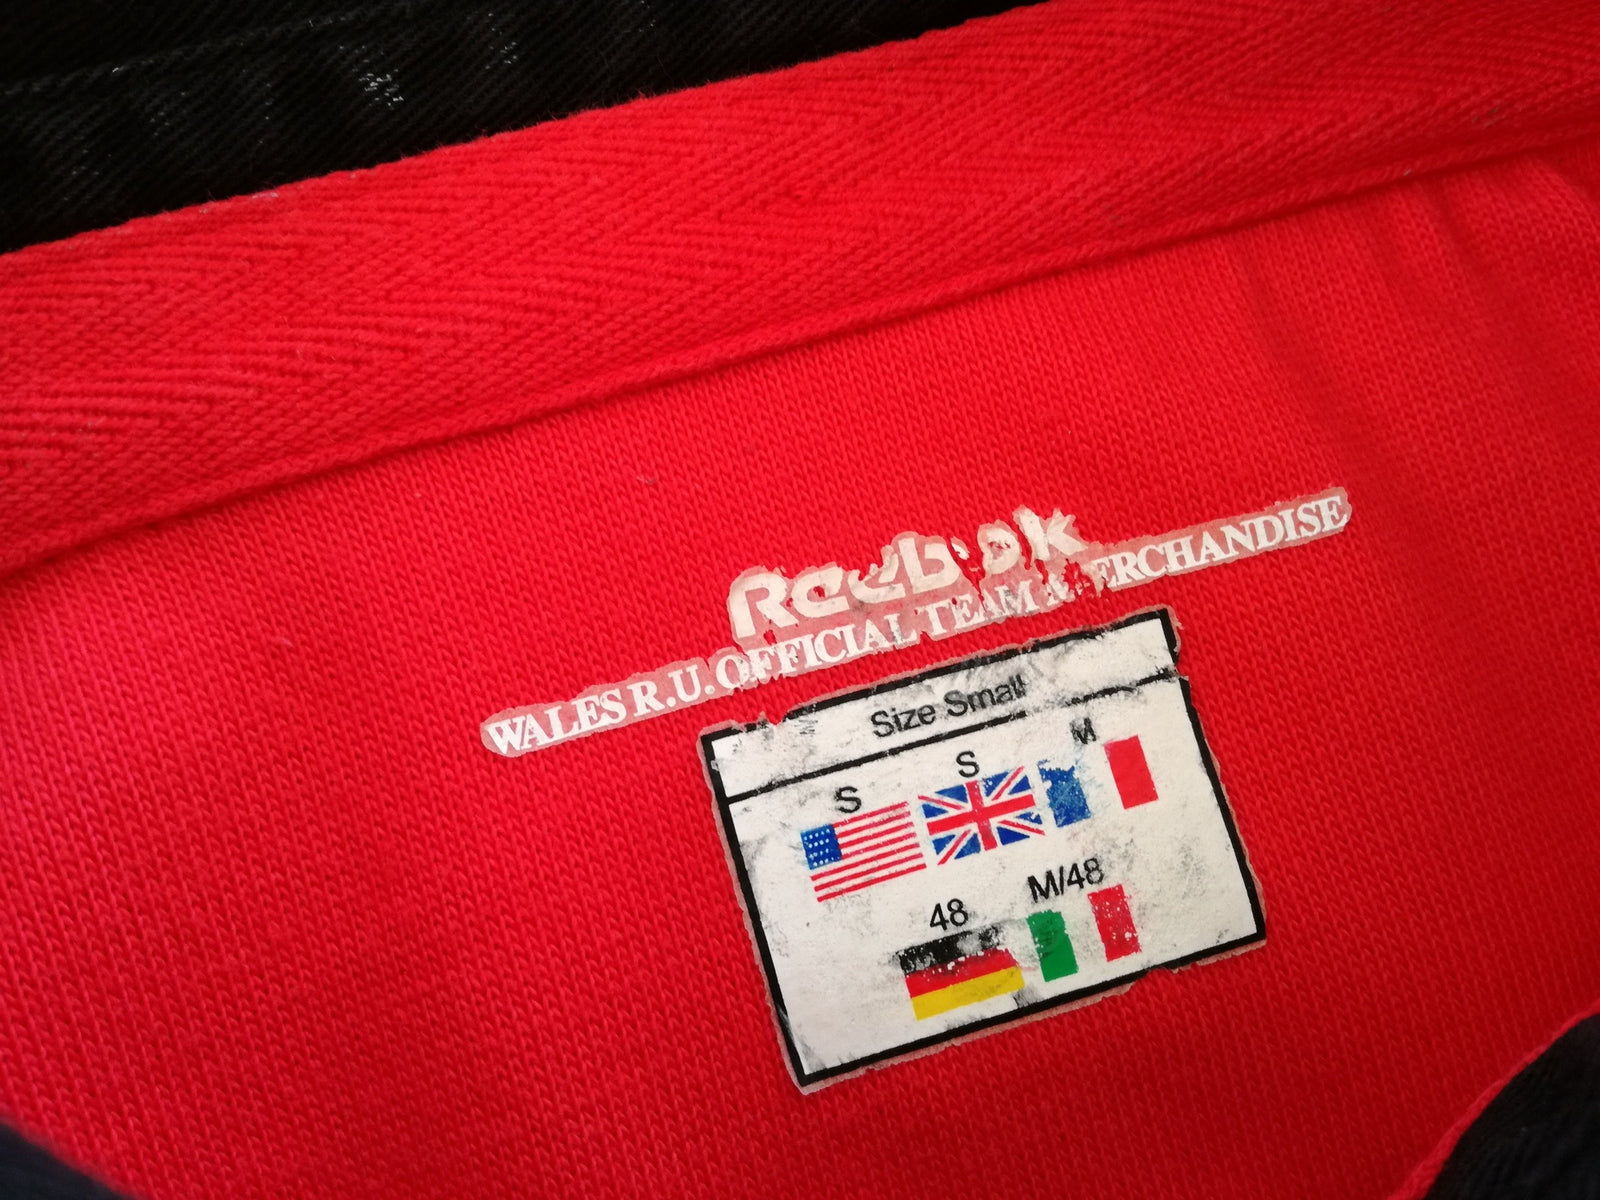 Reebok
WALES R.U. OFFICIAL TEAM MERCHANDISE
Size Small
S S M
48 M/48